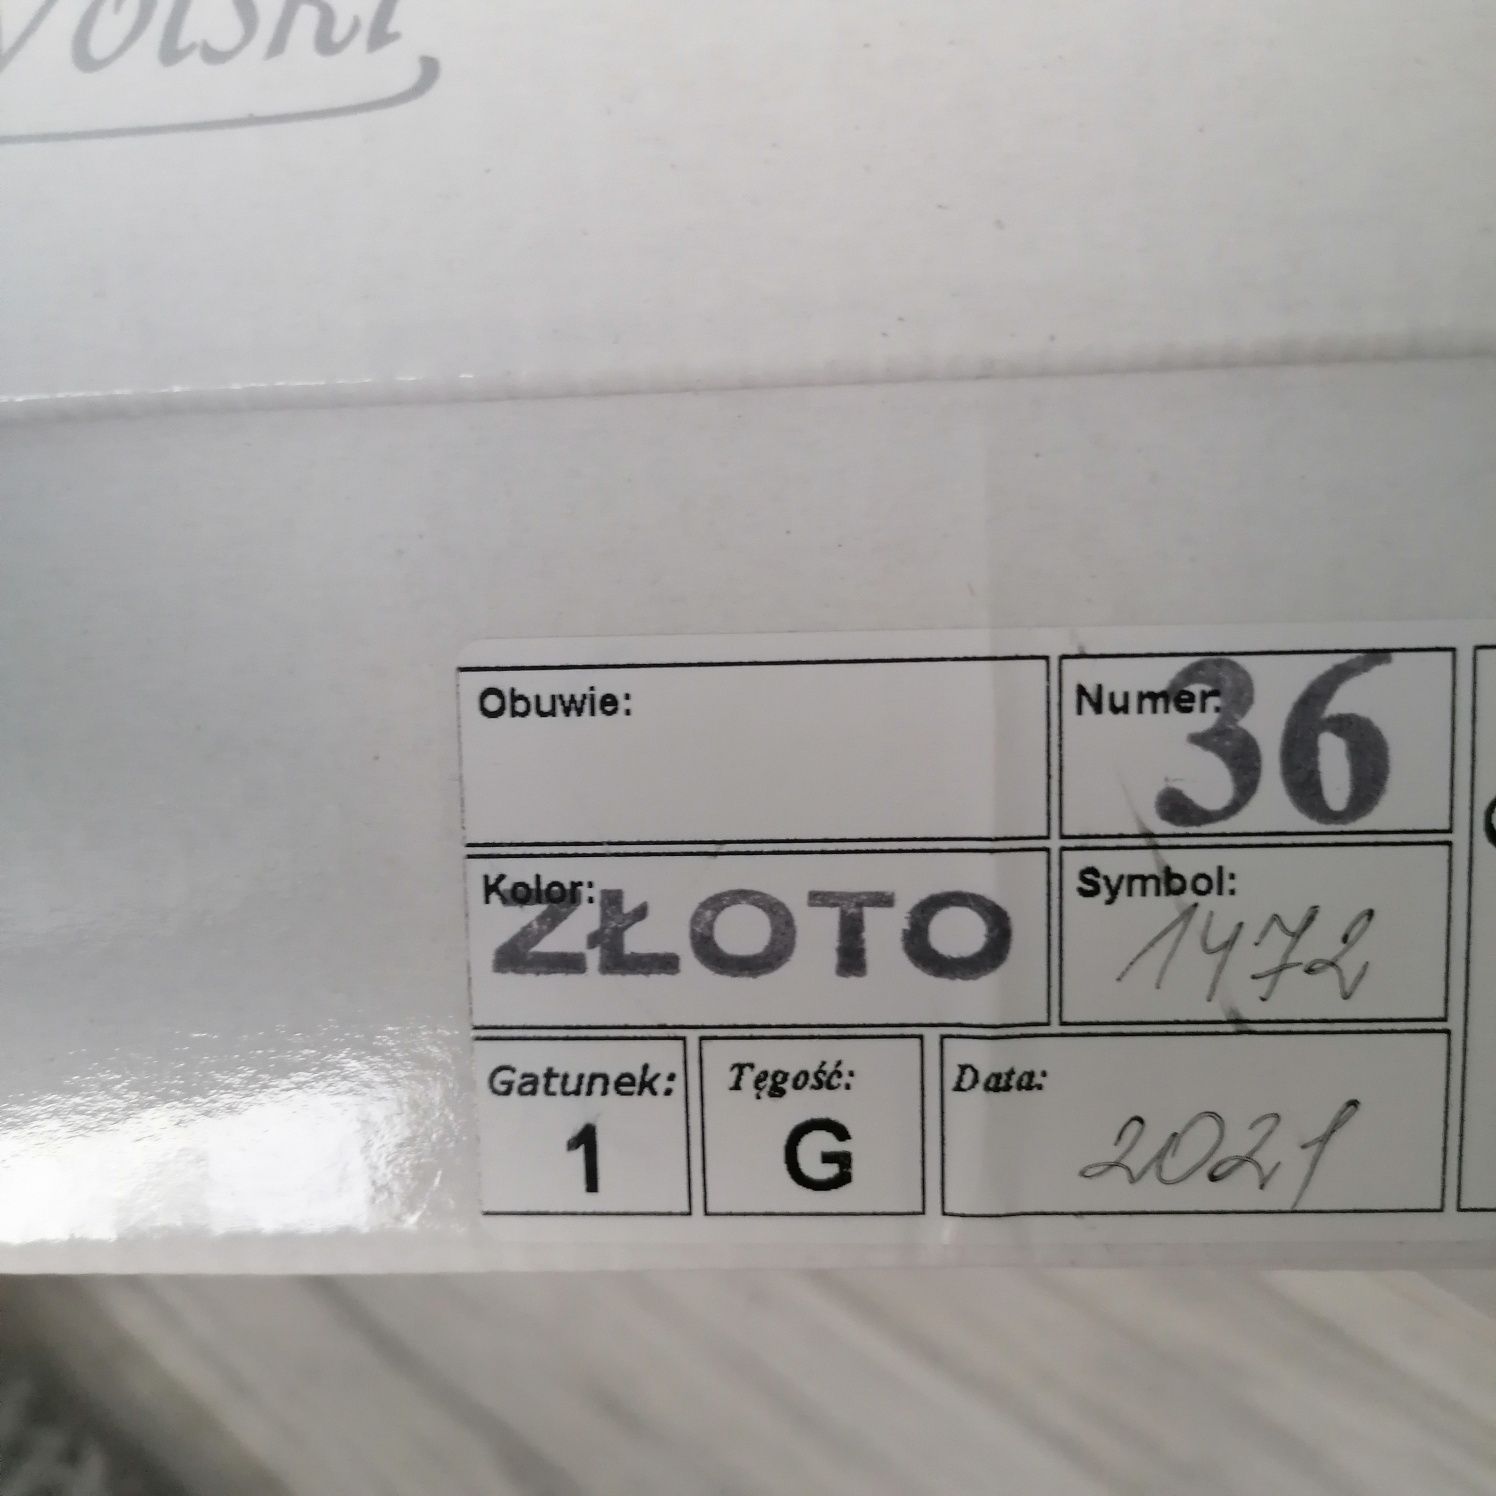 Obuwie:
Numer: 36
Kolor: ZŁOTO
Symbol: 1472
Gatunek: 1
Tęgość: G
Data: 2021